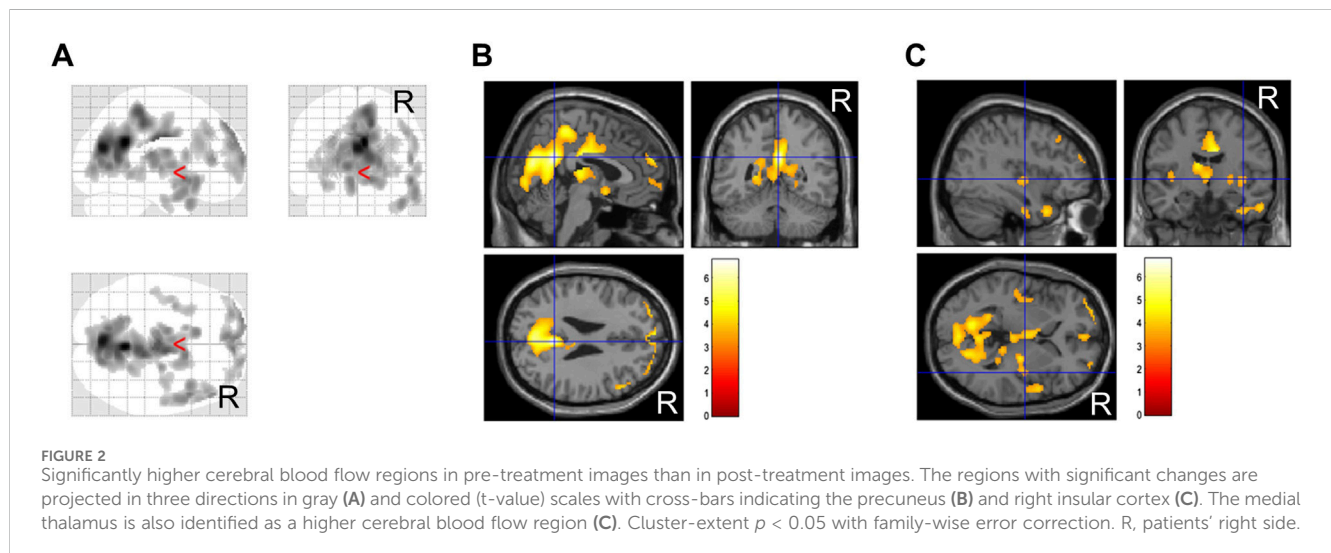 A
B
C
R
R
R
R
R
6
5
4
3
2
1
0
6
5
4
3
2
1
0
FIGURE 2
Significantly higher cerebral blood flow regions in pre-treatment images than in post-treatment images. The regions with significant changes are
projected in three directions in gray (A) and colored (t-value) scales with cross-bars indicating the precuneus (B) and right insular cortex (C). The medial
thalamus is also identified as a higher cerebral blood flow region (C). Cluster-extent p < 0.05 with family-wise error correction. R, patients’ right side.